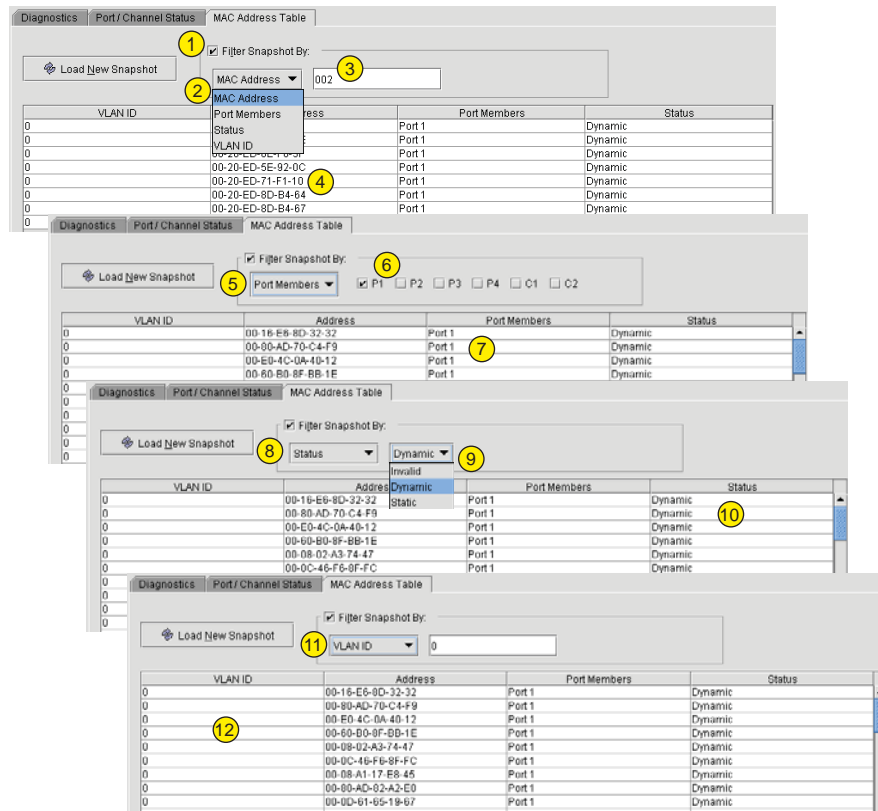 Diagnostics Port / Channel Status MAC Address Table
1 Filter Snapshot By:
Load New Snapshot
MAC Address 002 3
2 MAC Address
Port Members
Status
VLAN ID
VLAN ID Port Members Status
0 Port 1 Dynamic
0 Port 1 Dynamic
0 Port 1 Dynamic
0 00-20-ED-5E-92-0C Port 1 Dynamic
0 00-20-ED-71-F1-10 4 Port 1 Dynamic
0 00-20-ED-8D-B4-64 Port 1 Dynamic
0 00-20-ED-8D-B4-67 Port 1 Dynamic
0
Diagnostics Port / Channel Status MAC Address Table
Filter Snapshot By: 6
Load New Snapshot
5 Port Members P1 P2 P3 P4 C1 C2
VLAN ID Address Port Members Status
0 00-16-E6-8D-32-32 Port 1 Dynamic
0 00-80-AD-70-C4-F9 Port 1 7 Dynamic
0 00-E0-4C-0A-40-12 Port 1 Dynamic
0 00-60-B0-8F-BB-1E Port 1 Dynamic
0
0
0
0
0
0
Diagnostics Port / Channel Status MAC Address Table
Filter Snapshot By:
Load New Snapshot
8 Status Dynamic 9
Invalid
Dynamic
Static
VLAN ID Port Members Status
0 00-16-E6-8D-32-32 Port 1 Dynamic
0 00-80-AD-70-C4-F9 Port 1 Dynamic 10
0 00-E0-4C-0A-40-12 Port 1 Dynamic
0 00-60-B0-8F-BB-1E Port 1 Dynamic
0 00-08-02-A3-74-47 Port 1 Dynamic
0 00-0C-46-F6-8F-FC Port 1 Dynamic
0
0
0
0
Diagnostics Port / Channel Status MAC Address Table
Filter Snapshot By:
Load New Snapshot
11 VLAN ID 0
VLAN ID Address Port Members Status
0 00-16-E6-8D-32-32 Port 1 Dynamic
0 00-80-AD-70-C4-F9 Port 1 Dynamic
0 00-E0-4C-0A-40-12 Port 1 Dynamic
0 12 00-60-B0-8F-BB-1E Port 1 Dynamic
0 00-08-02-A3-74-47 Port 1 Dynamic
0 00-0C-46-F6-8F-FC Port 1 Dynamic
0 00-08-A1-17-E8-45 Port 1 Dynamic
0 00-80-AD-82-A2-E0 Port 1 Dynamic
0 00-0D-61-65-19-67 Port 1 Dynamic